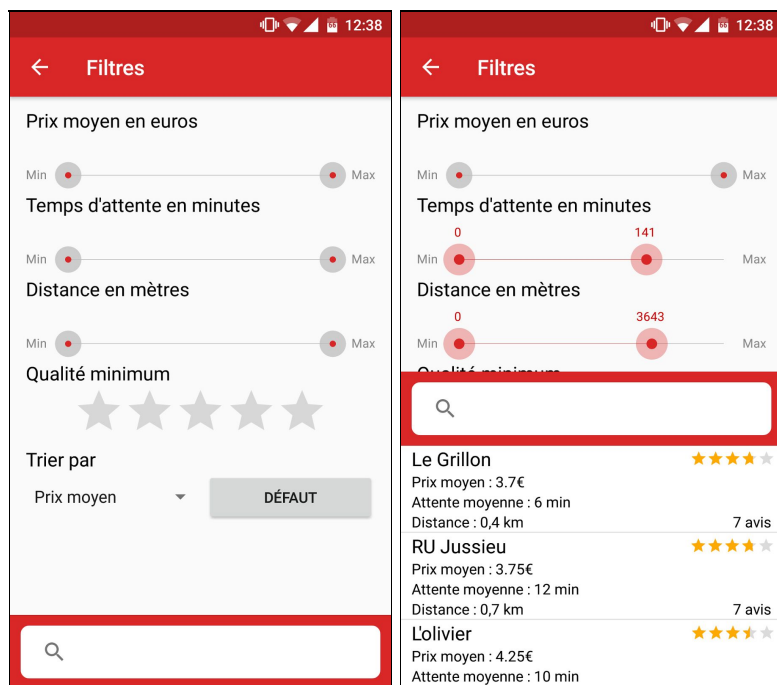 12:38
Filtres
Prix moyen en euros
Min Max
Temps d'attente en minutes
Min Max
Distance en mètres
Min Max
Qualité minimum
Trier par
Prix moyen DÉFAUT
12:38
Filtres
Prix moyen en euros
Min Max
Temps d'attente en minutes
0 141
Min Max
Distance en mètres
0 3643
Min Max
Qualité minimum
Le Grillon
Prix moyen : 3.7€
Attente moyenne : 6 min
Distance : 0,4 km 7 avis
RU Jussieu
Prix moyen : 3.75€
Attente moyenne : 12 min
Distance : 0,7 km 7 avis
L'olivier
Prix moyen : 4.25€
Attente moyenne : 10 min